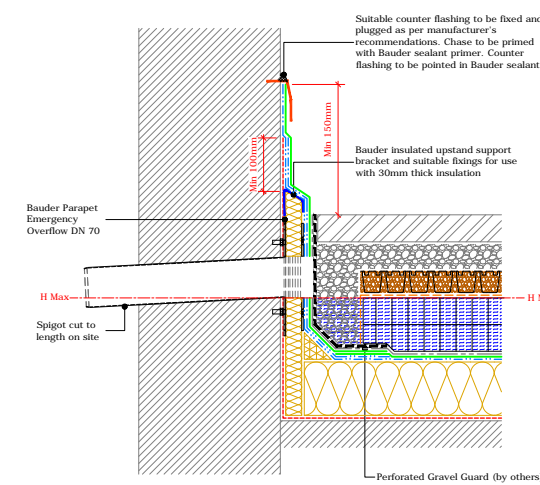 Suitable counter flashing to be fixed and
plugged as per manufacturer's
recommendations. Chase to be primed
with Bauder sealant primer. Counter
flashing to be pointed in Bauder sealant
Min 150mm
Min 100mm
Bauder insulated upstand support
bracket and suitable fixings for use
with 30mm thick insulation
Bauder Parapet
Emergency
Overflow DN 70
H Max
H M
Spigot cut to
length on site
Perforated Gravel Guard (by others